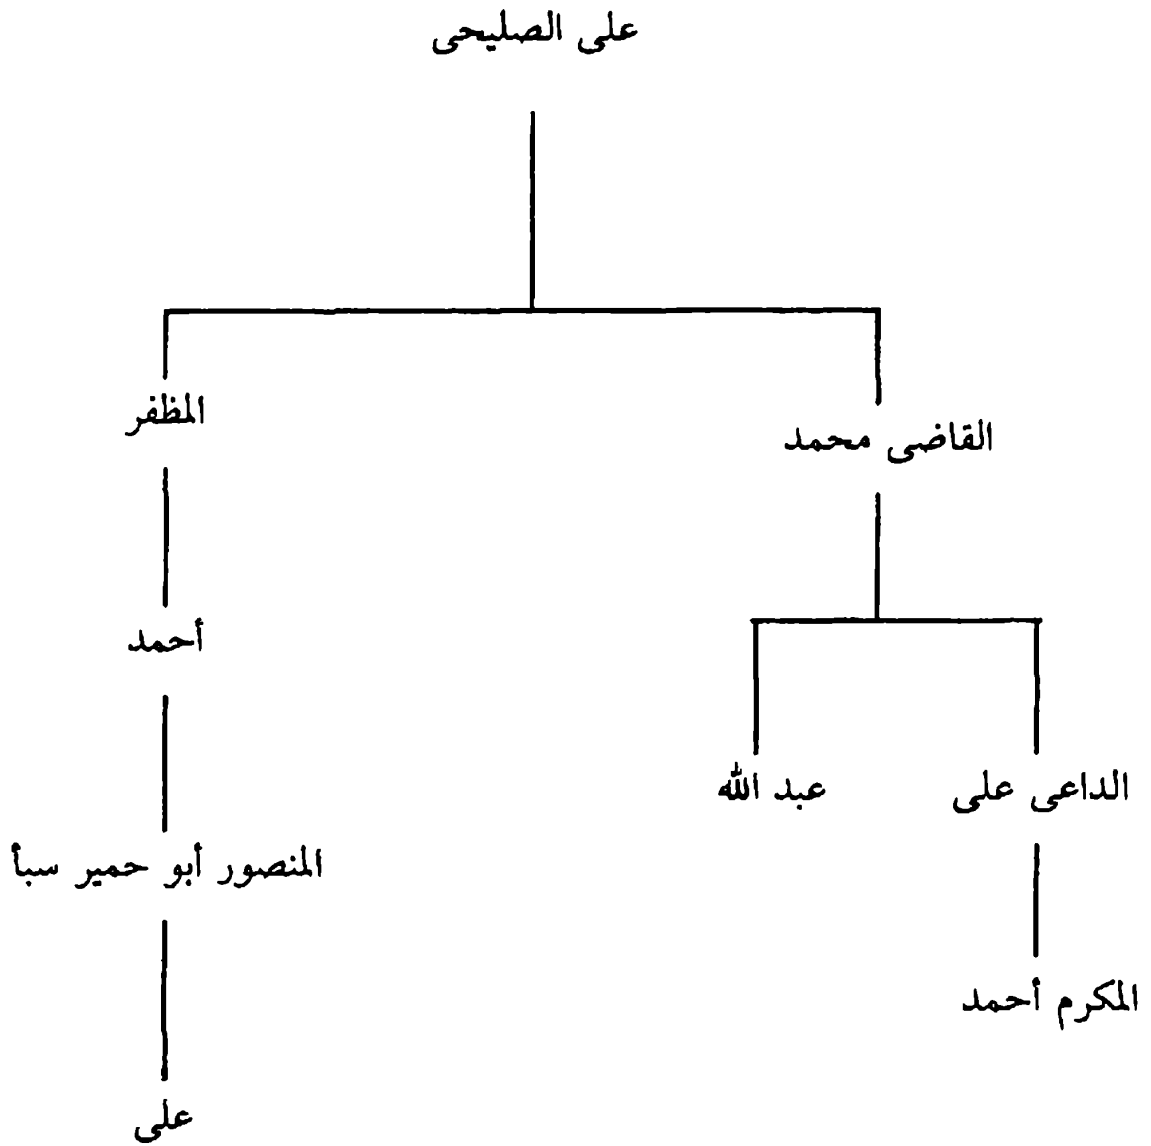 على الصليحى
المظفر
القاضى محمد
أحمد
الداعى على
عبد الله
المنصور أبو حمير سبأ
المكرم أحمد
على